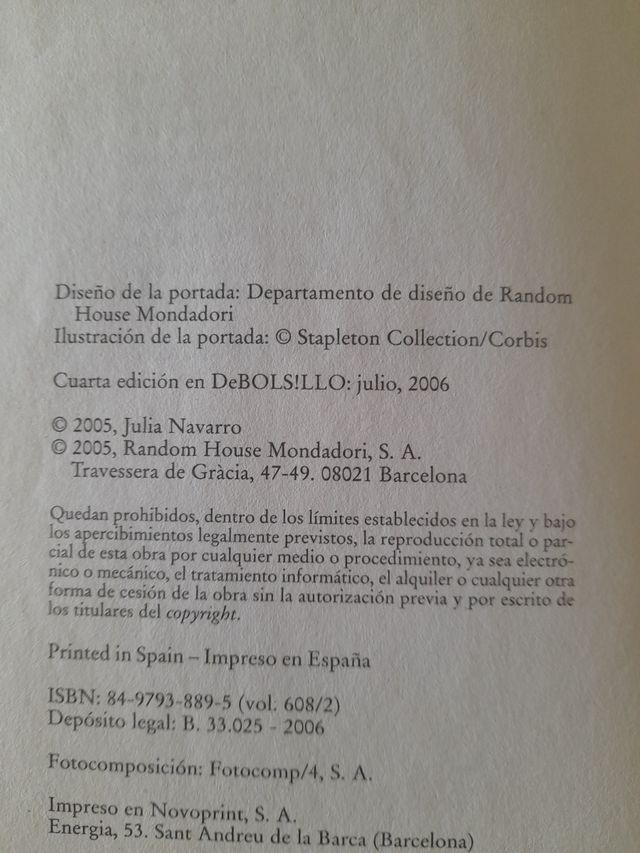 Diseño de la portada: Departamento de diseño de Random
House Mondadori
Ilustración de la portada: © Stapleton Collection/Corbis
Cuarta edición en DeBOLS!LLO: julio, 2006
© 2005, Julia Navarro
© 2005, Random House Mondadori, S. A.
Travessera de Gràcia, 47-49. 08021 Barcelona
Quedan prohibidos, dentro de los límites establecidos en la ley y bajo
los apercibimientos legalmente previstos, la reproducción total o par-
cial de esta obra por cualquier medio o procedimiento, ya sea electró-
nico o mecánico, el tratamiento informático, el alquiler o cualquier otra
forma de cesión de la obra sin la autorización previa y por escrito de
los titulares del copyright.
Printed in Spain – Impreso en España
ISBN: 84-9793-889-5 (vol. 608/2)
Depósito legal: B. 33.025 - 2006
Fotocomposición: Fotocomp/4, S. A.
Impreso en Novoprint, S. A.
Energia, 53. Sant Andreu de la Barca (Barcelona)